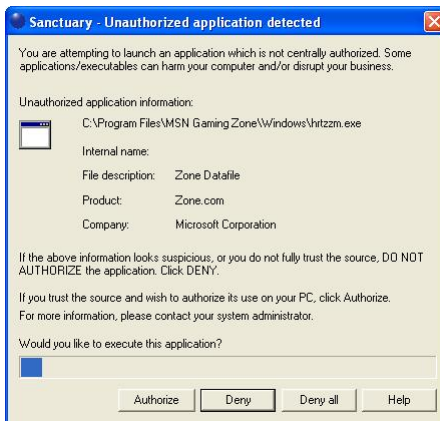 Sanctuary - Unauthorized application detected
You are attempting to launch an application which is not centrally authorized. Some
applications/executables can harm your computer and/or disrupt your business.
Unauthorized application information:
C:\Program Files\MSN Gaming Zone\Windows\hrtzzm.exe
Internal name:
File description: Zone Datafile
Product: Zone.com
Company: Microsoft Corporation
If the above information looks suspicious, or you do not fully trust the source, DO NOT
AUTHORIZE the application. Click DENY.
If you trust the source and wish to authorize its use on your PC, click Authorize.
For more information, please contact your system administrator.
Would you like to execute this application?
Authorize Deny Deny all Help